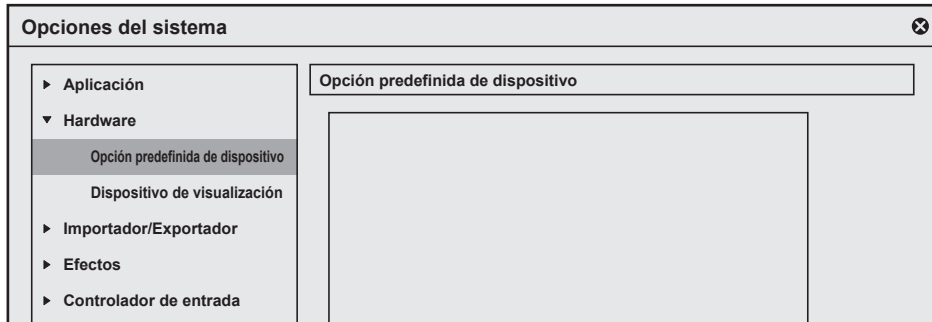 Opciones del sistema
Aplicación
Hardware
Opción predefinida de dispositivo
Dispositivo de visualización
Importador/Exportador
Efectos
Controlador de entrada
Opción predefinida de dispositivo